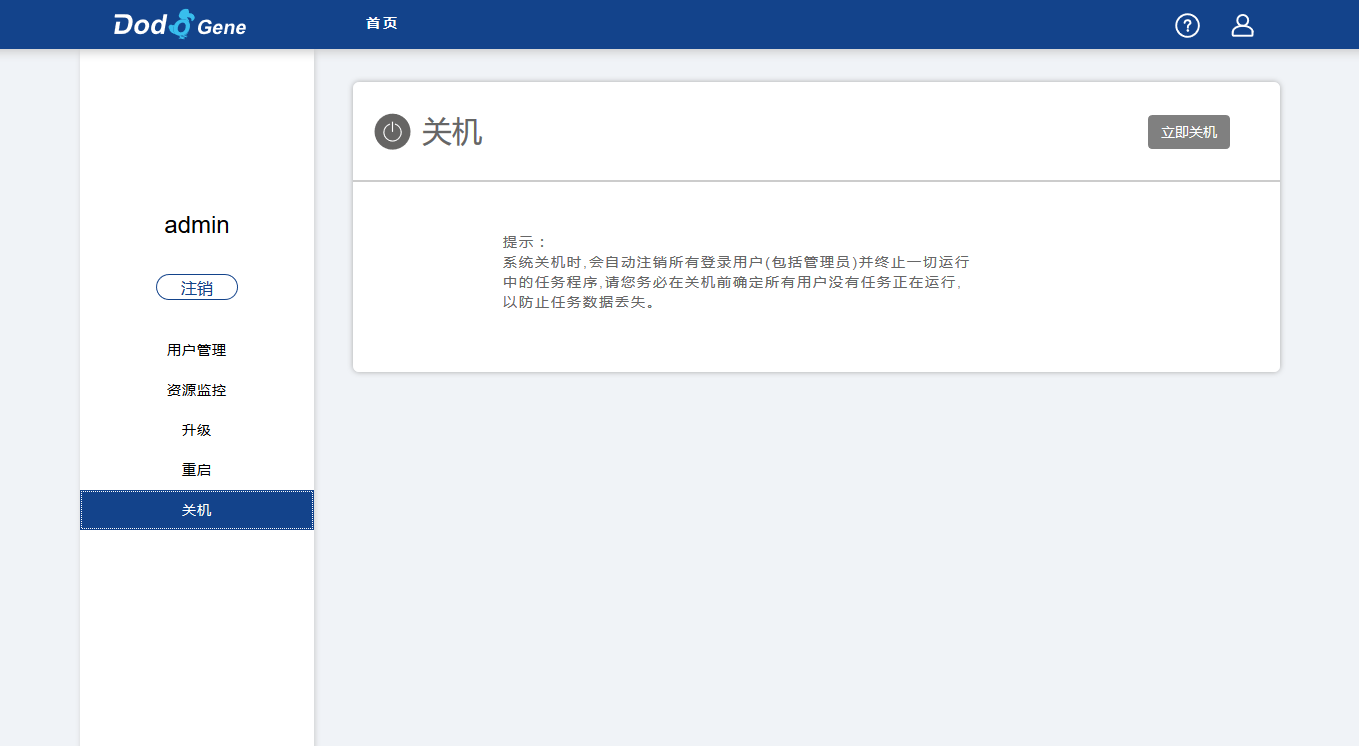 Dodo Gene
首页
?
admin
注销
用户管理
资源监控
升级
重启
关机
关机
立即关机
提示：
系统关机时,会自动注销所有登录用户(包括管理员)并终止一切运行
中的任务程序,请您务必在关机前确定所有用户没有任务正在运行,
以防止任务数据丢失。